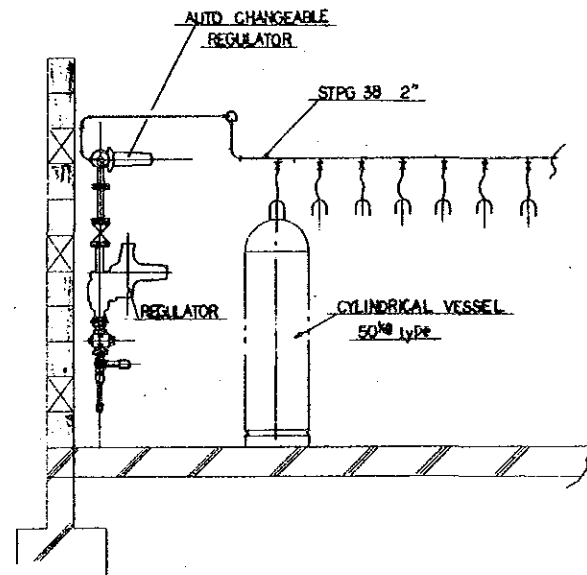 AUTO CHANGEABLE
REGULATOR
STPG 38 2"
REGULATOR
CYLINDRICAL VESSEL
50kg type